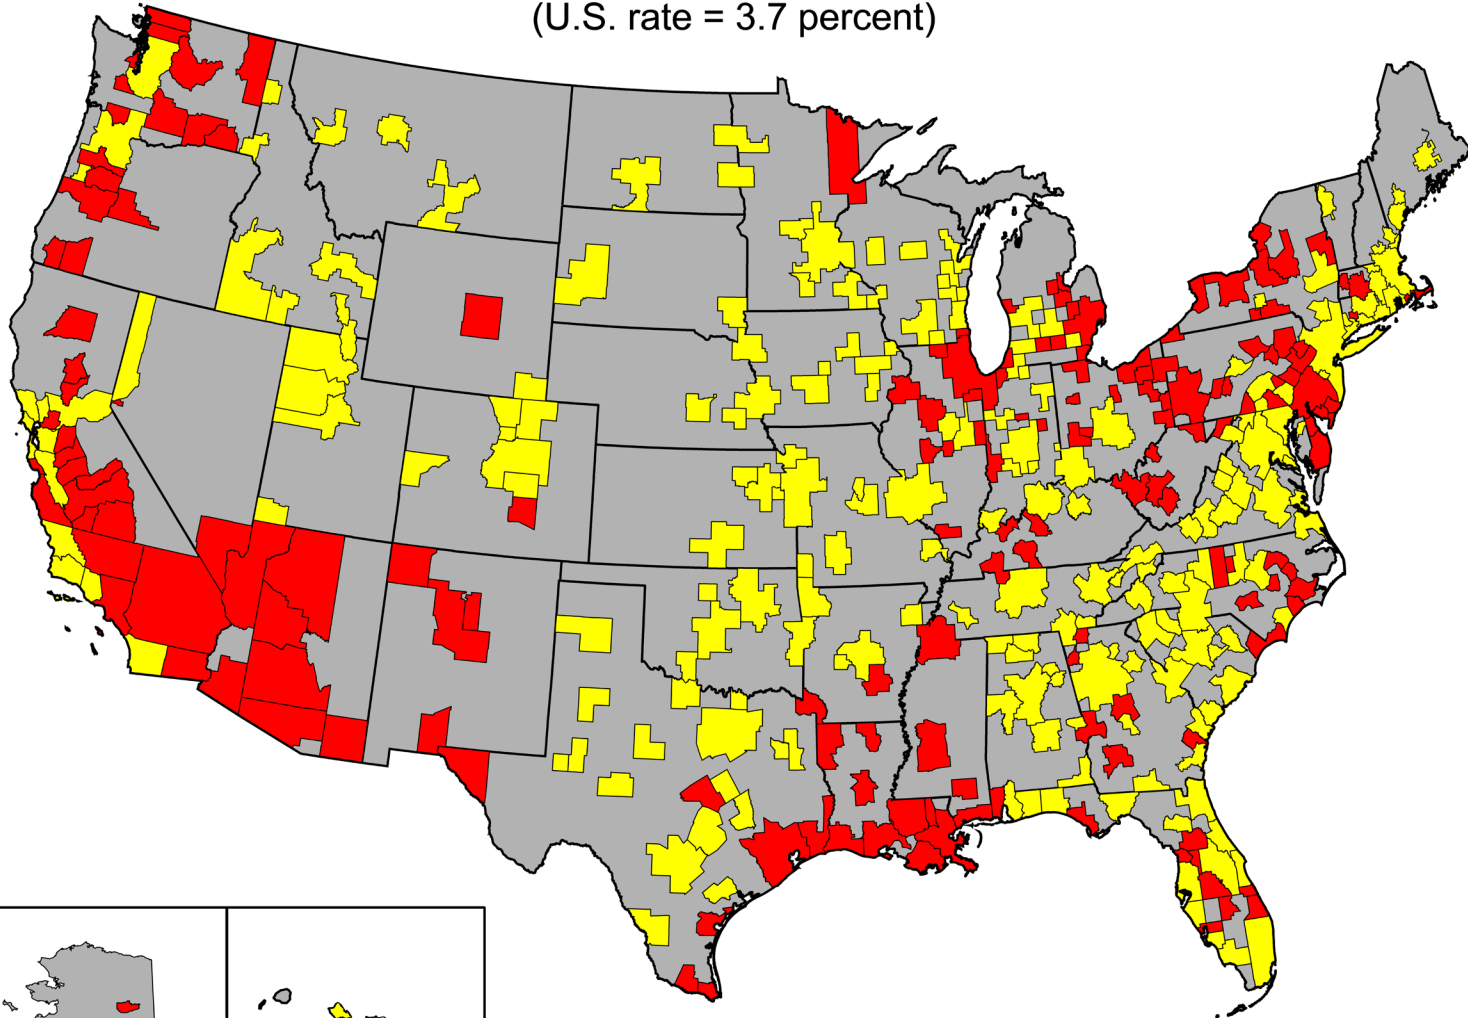 (U.S. rate = 3.7 percent)